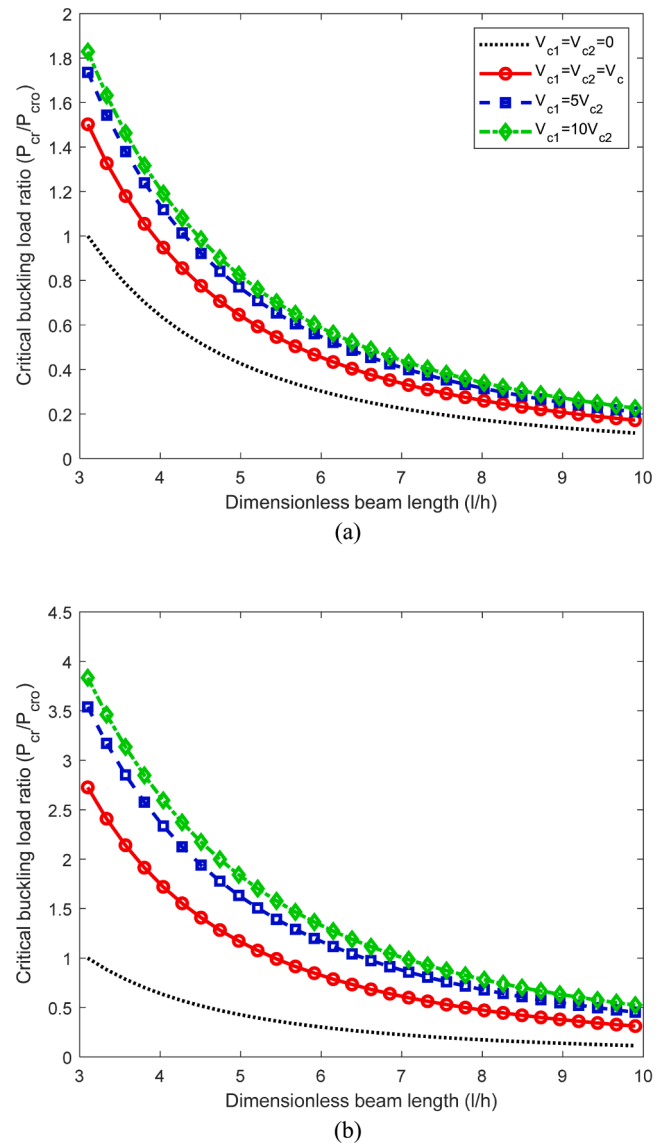 2
1.8
1.6
1.4
1.2
1
0.8
0.6
0.4
0.2
0
Critical buckling load ratio (P_cr/P_cro)
V_c1=V_c2=0
V_c1=V_c2=V_c
V_c1=5V_c2
V_c1=10V_c2
3 4 5 6 7 8 9 10
Dimensionless beam length (l/h)
(a)
4.5
4
3.5
3
2.5
2
1.5
1
0.5
0
Critical buckling load ratio (P_cr/P_cro)
3 4 5 6 7 8 9 10
Dimensionless beam length (l/h)
(b)